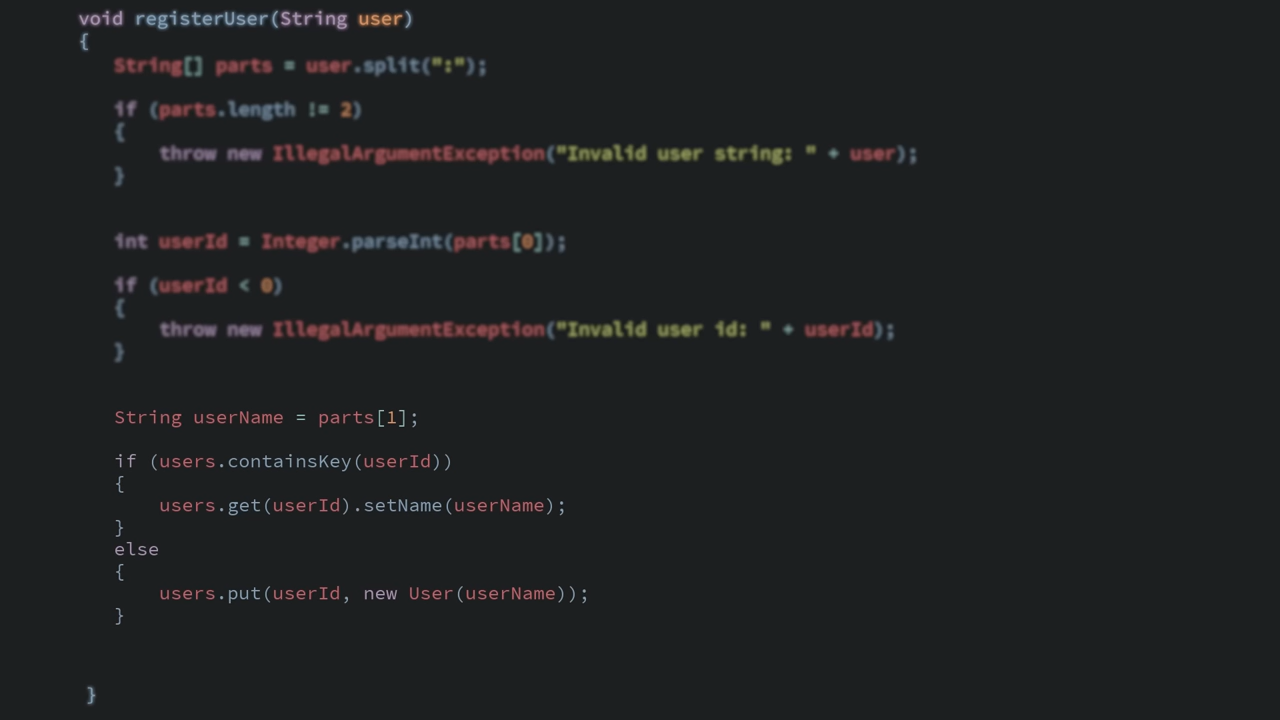 void registerUser(String user)
{
String[] parts = user.split(":");
if (parts.length != 2)
{
throw new IllegalArgumentException("Invalid user string: " + user);
}
int userId = Integer.parseInt(parts[0]);
if (userId < 0)
{
throw new IllegalArgumentException("Invalid user id: " + userId);
}
String userName = parts[1];
if (users.containsKey(userId))
{
users.get(userId).setName(userName);
}
else
{
users.put(userId, new User(userName));
}
}